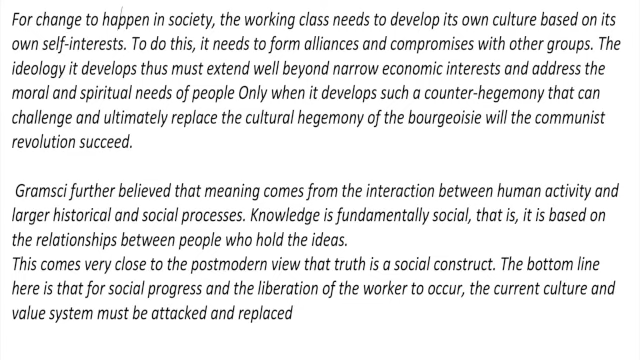 For change to happen in society, the working class needs to develop its own culture based on its
own self-interests. To do this, it needs to form alliances and compromises with other groups. The
ideology it develops thus must extend well beyond narrow economic interests and address the
moral and spiritual needs of people Only when it develops such a counter-hegemony that can
challenge and ultimately replace the cultural hegemony of the bourgeoisie will the communist
revolution succeed.
Gramsci further believed that meaning comes from the interaction between human activity and
larger historical and social processes. Knowledge is fundamentally social, that is, it is based on
the relationships between people who hold the ideas.
This comes very close to the postmodern view that truth is a social construct. The bottom line
here is that for social progress and the liberation of the worker to occur, the current culture and
value system must be attacked and replaced